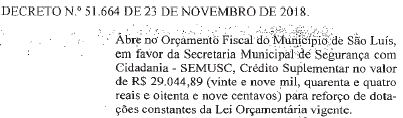 DECRETO N.º 51.664 DE 23 DE NOVEMBRO DE 2018.
Abre no Orçamento Fiscal do Município de São Luís,
em favor da Secretaria Municipal de Segurança com
Cidadania - SEMUSC, Crédito Suplementar no valor
de R$ 29.044,89 (vinte e nove mil, quarenta e quatro
reais e oitenta e nove centavos) para reforço de dota-
ções constantes da Lei Orçamentária vigente.